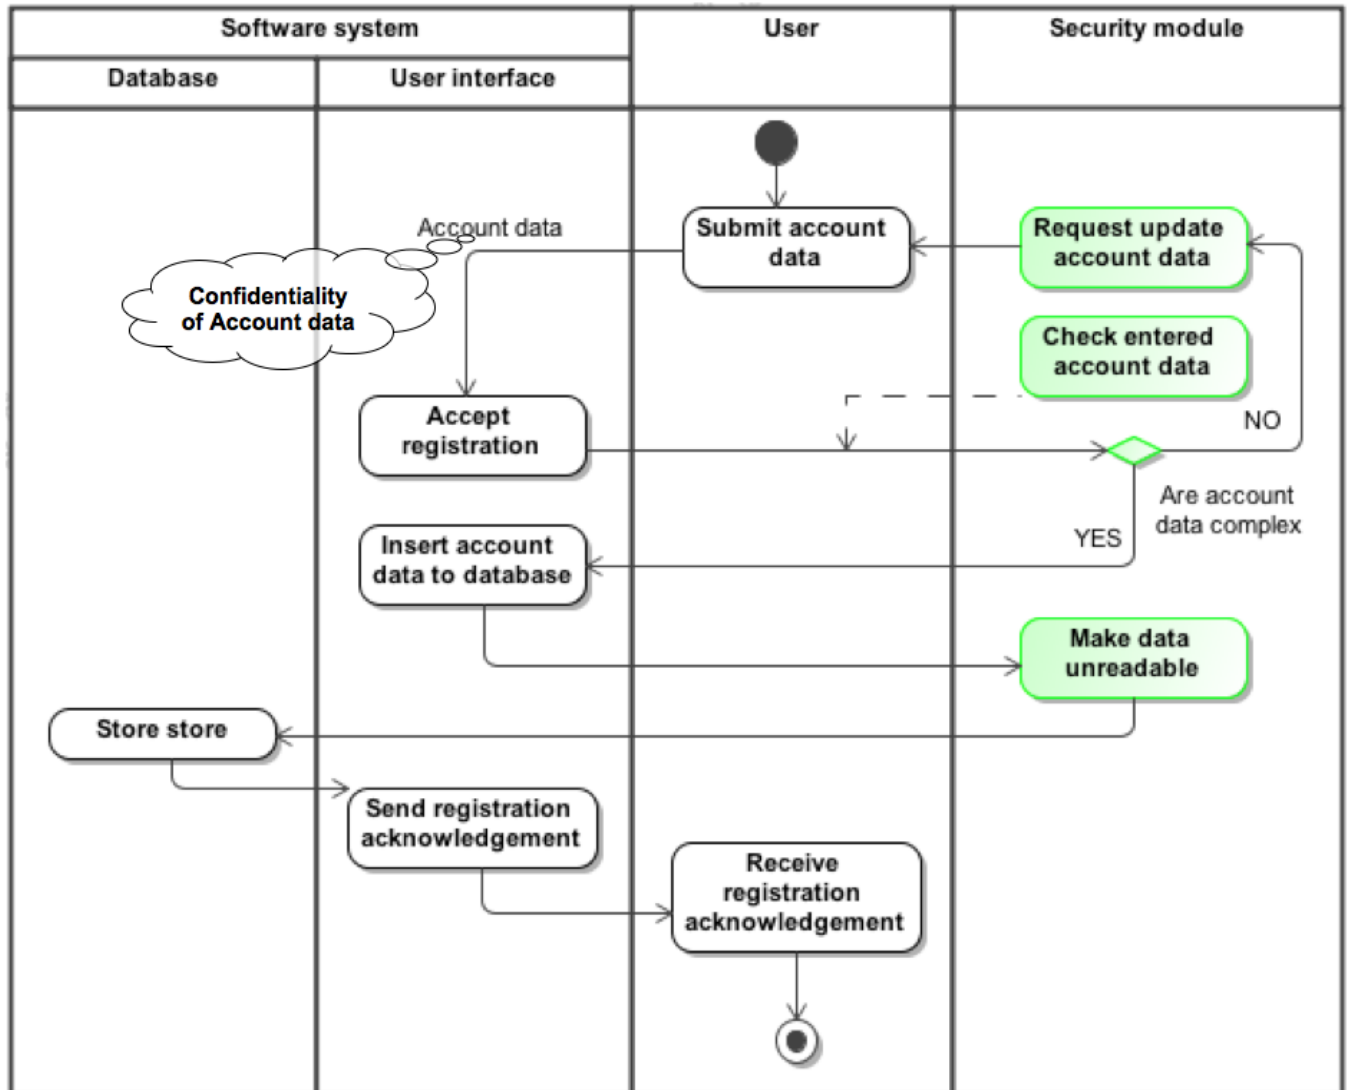 Software system
User
Security module
Database
User interface
Account data
Submit account
data
Request update
account data
Confidentiality
of Account data
Check entered
account data
Accept
registration
NO
Are account
data complex
YES
Insert account
data to database
Make data
unreadable
Store store
Send registration
acknowledgement
Receive
registration
acknowledgement